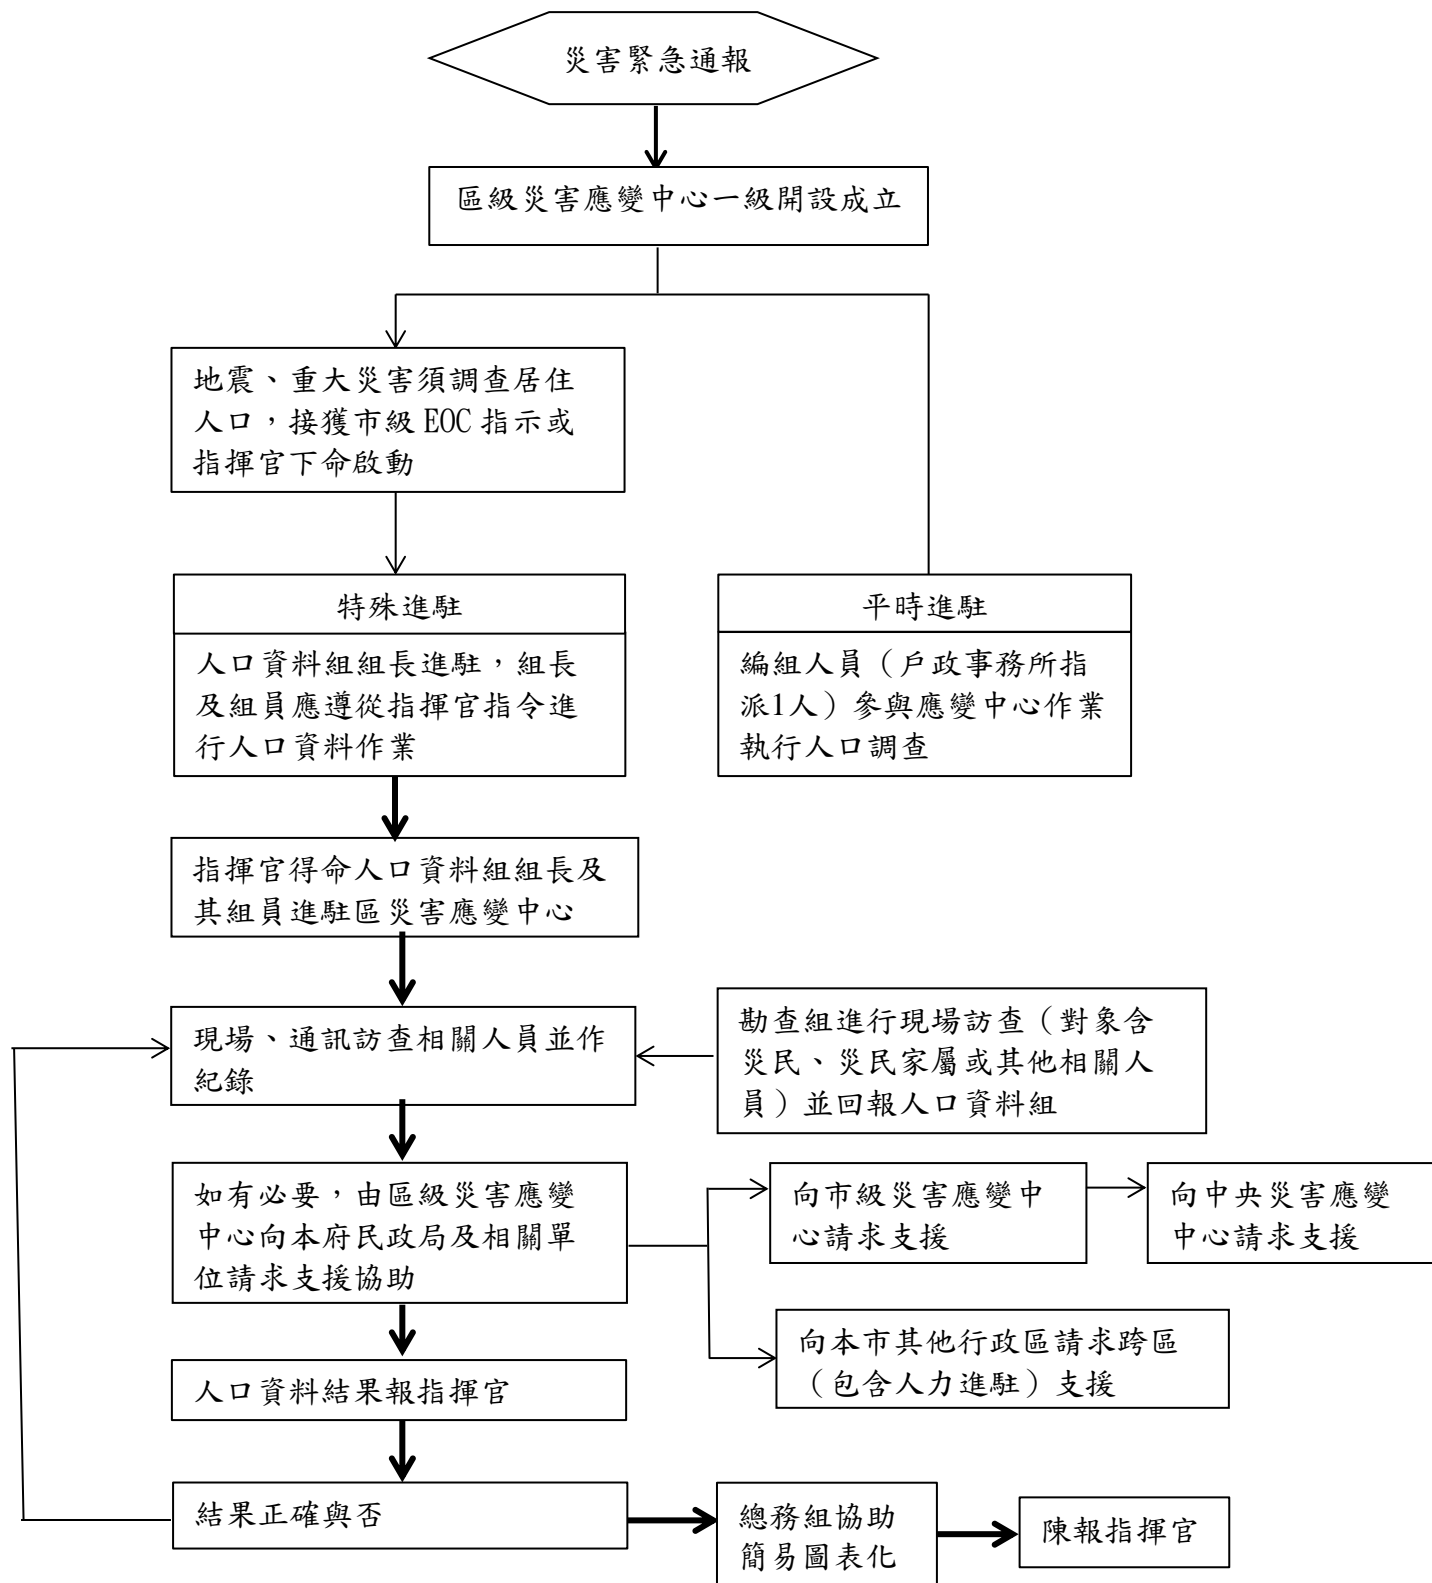 災害緊急通報
區級災害應變中心一級開設成立
地震、重大災害須調查居住
人口，接獲市級 EOC 指示或
指揮官下命啟動
特殊進駐
人口資料組組長進駐，組長
及組員應遵從指揮官指令進
行人口資料作業
平時進駐
編組人員（戶政事務所指
派1人）參與應變中心作業
執行人口調查
指揮官得命人口資料組組長及
其組員進駐區災害應變中心
現場、通訊訪查相關人員並作
紀錄
勘查組進行現場訪查（對象含
災民、災民家屬或其他相關人
員）並回報人口資料組
如有必要，由區級災害應變
中心向本府民政局及相關單
位請求支援協助
向市級災害應變中
心請求支援
向中央災害應變
中心請求支援
向本市其他行政區請求跨區
（包含人力進駐）支援
人口資料結果報指揮官
結果正確與否
總務組協助
簡易圖表化
陳報指揮官